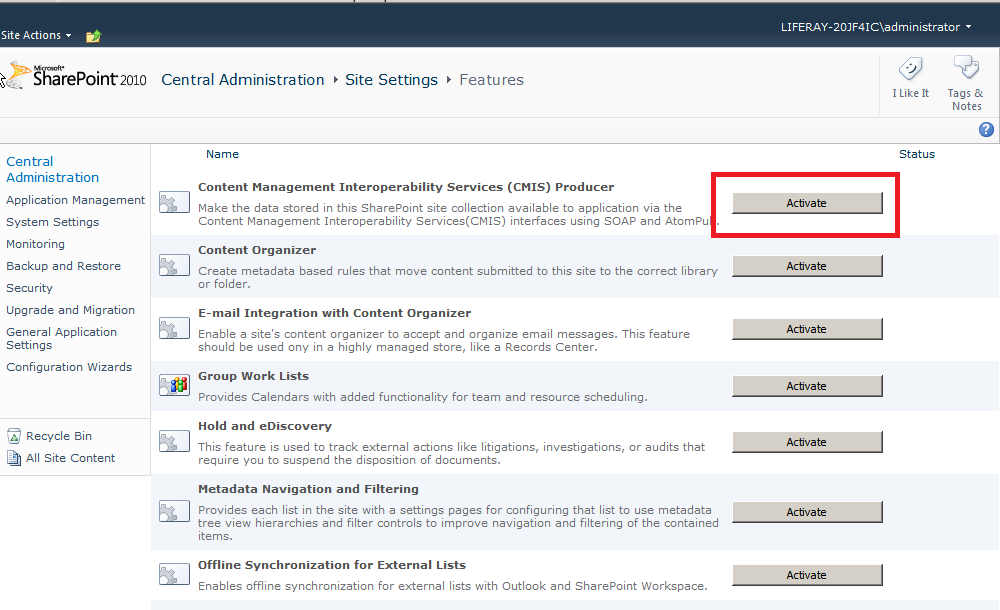 Site Actions
LIFERAY-20JF4IC\administrator
Microsoft®
SharePoint 2010
Central Administration
Site Settings
Features
I Like It
Tags &
Notes
Central
Administration
Application Management
System Settings
Monitoring
Backup and Restore
Security
Upgrade and Migration
General Application
Settings
Configuration Wizards
Recycle Bin
All Site Content
Name
Status
Content Management Interoperability Services (CMIS) Producer
Make the data stored in this SharePoint site collection available to application via the
Content Management Interoperability Services(CMIS) interfaces using SOAP and AtomPub.
Activate
Content Organizer
Create metadata based rules that move content submitted to this site to the correct library
or folder.
Activate
E-mail Integration with Content Organizer
Enable a site's content organizer to accept and organize email messages. This feature
should be used ony in a highly managed store, like a Records Center.
Activate
Group Work Lists
Provides Calendars with added functionality for team and resource scheduling.
Activate
Hold and eDiscovery
This feature is used to track external actions like litigations, investigations, or audits that
require you to suspend the disposition of documents.
Activate
Metadata Navigation and Filtering
Provides each list in the site with a settings pages for configuring that list to use metadata
tree view hierarchies and filter controls to improve navigation and filtering of the contained
items.
Activate
Offline Synchronization for External Lists
Enables offline synchronization for external lists with Outlook and SharePoint Workspace.
Activate